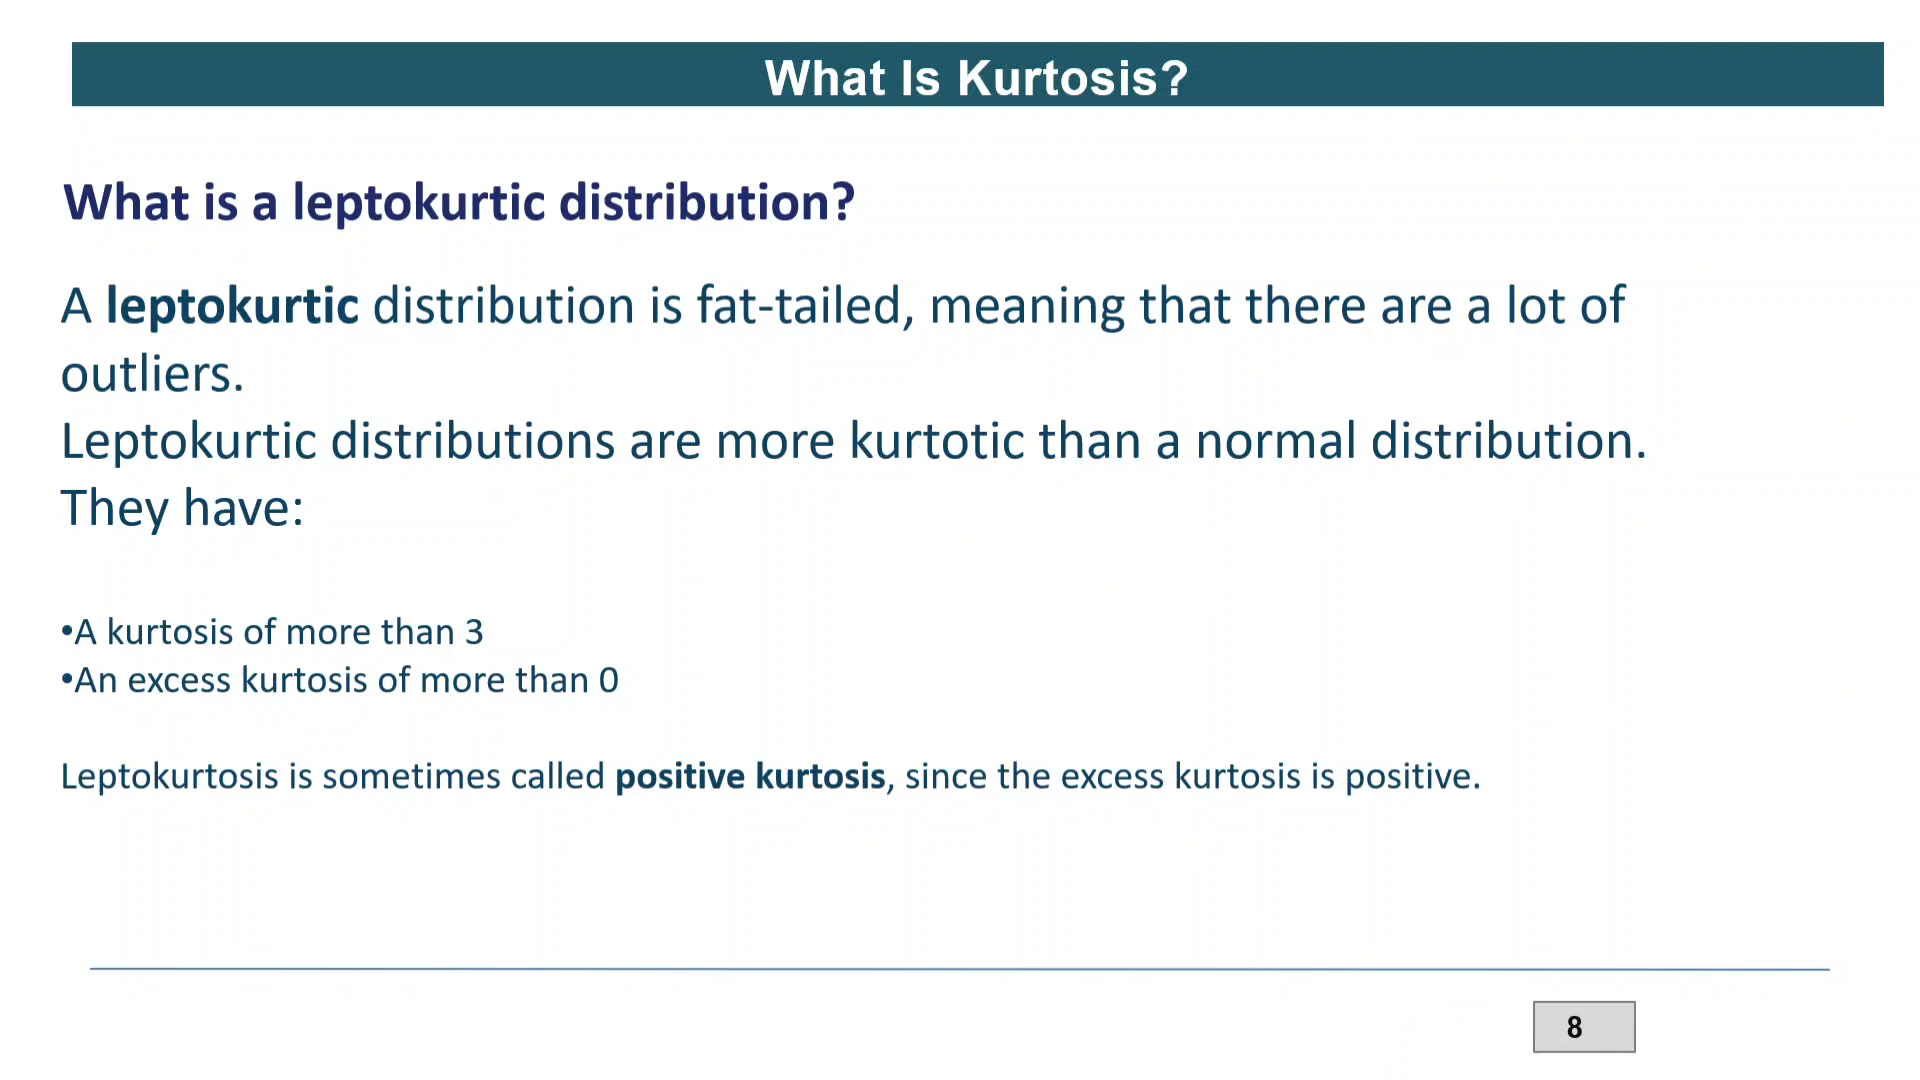 What Is Kurtosis?
What is a leptokurtic distribution?
A leptokurtic distribution is fat-tailed, meaning that there are a lot of
outliers.
Leptokurtic distributions are more kurtotic than a normal distribution.
They have:
•A kurtosis of more than 3
•An excess kurtosis of more than 0
Leptokurtosis is sometimes called positive kurtosis, since the excess kurtosis is positive.
8